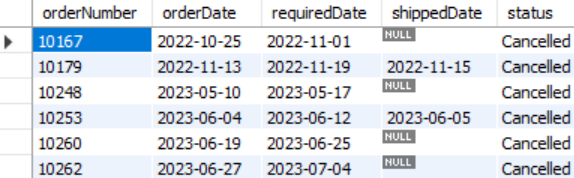 orderNumber orderDate requiredDate shippedDate status
10167 2022-10-25 2022-11-01 NULL Cancelled
10179 2022-11-13 2022-11-19 2022-11-15 Cancelled
10248 2023-05-10 2023-05-17 NULL Cancelled
10253 2023-06-04 2023-06-12 2023-06-05 Cancelled
10260 2023-06-19 2023-06-25 NULL Cancelled
10262 2023-06-27 2023-07-04 NULL Cancelled